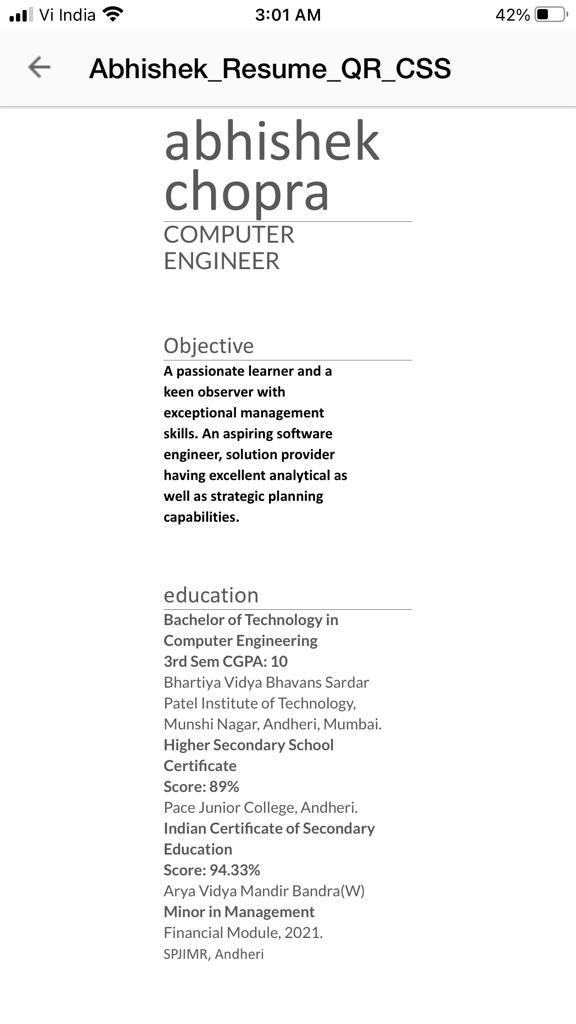 Vi India 3:01 AM 42%
Abhishek_Resume_QR_CSS
abhishek
chopra
COMPUTER
ENGINEER
Objective
A passionate learner and a
keen observer with
exceptional management
skills. An aspiring software
engineer, solution provider
having excellent analytical as
well as strategic planning
capabilities.
education
Bachelor of Technology in
Computer Engineering
3rd Sem CGPA: 10
Bhartiya Vidya Bhavans Sardar
Patel Institute of Technology,
Munshi Nagar, Andheri, Mumbai.
Higher Secondary School
Certificate
Score: 89%
Pace Junior College, Andheri.
Indian Certificate of Secondary
Education
Score: 94.33%
Arya Vidya Mandir Bandra(W)
Minor in Management
Financial Module, 2021.
SPJIMR, Andheri